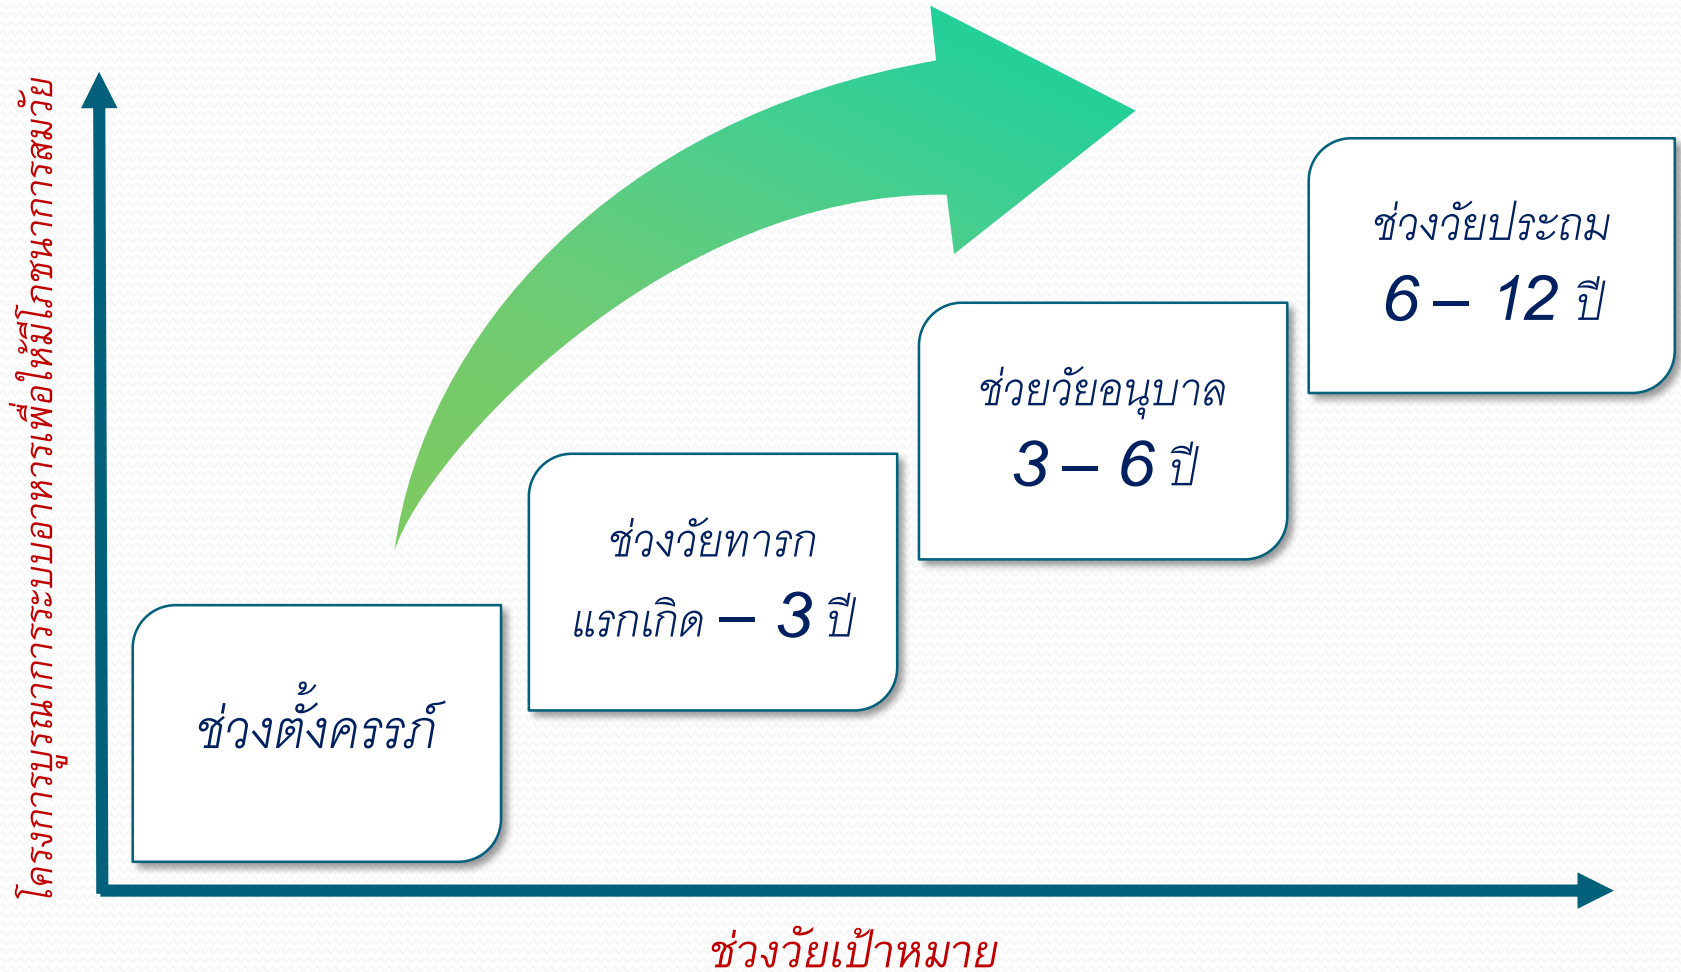 โครงการบูรณาการระบบอาหารเพื่อให้มีโภชนาการสมวัย
ช่วงตั้งครรภ์
ช่วงวัยทารก
แรกเกิด – 3 ปี
ช่วยวัยอนุบาล
3 – 6 ปี
ช่วงวัยประถม
6 – 12 ปี
ช่วงวัยเป้าหมาย